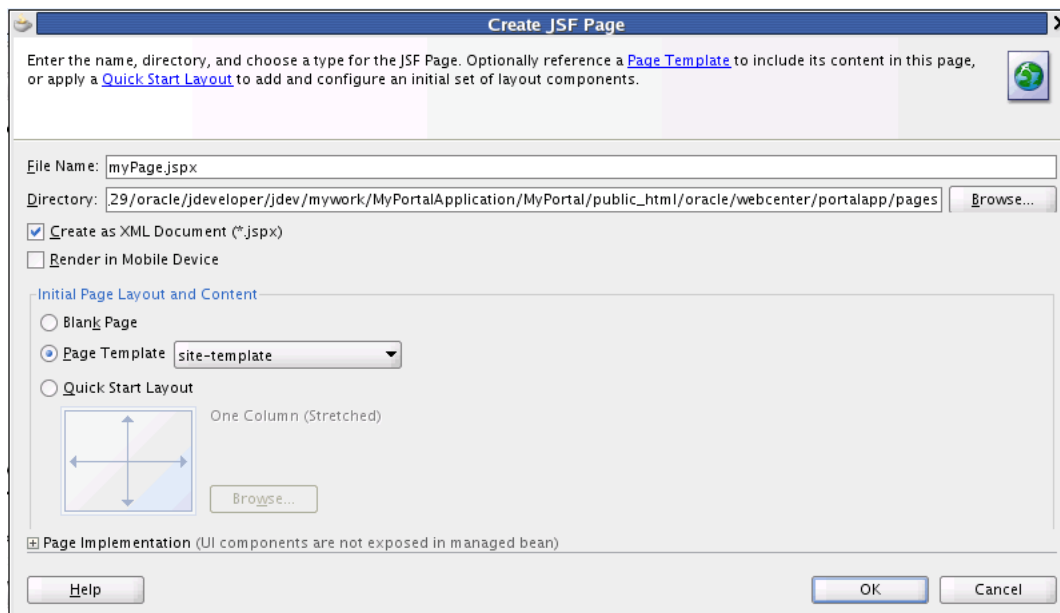 Create JSF Page
Enter the name, directory, and choose a type for the JSF Page. Optionally reference a Page Template to include its content in this page,
or apply a Quick Start Layout to add and configure an initial set of layout components.
File Name: myPage.jspx
Directory: .29/oracle/jdeveloper/jdev/mywork/MyPortalApplication/MyPortal/public_html/oracle/webcenter/portalapp/pages Browse...
Create as XML Document (*.jspx)
Render in Mobile Device
Initial Page Layout and Content
Blank Page
Page Template site-template
Quick Start Layout
One Column (Stretched)
Browse...
Page Implementation (UI components are not exposed in managed bean)
Help OK Cancel